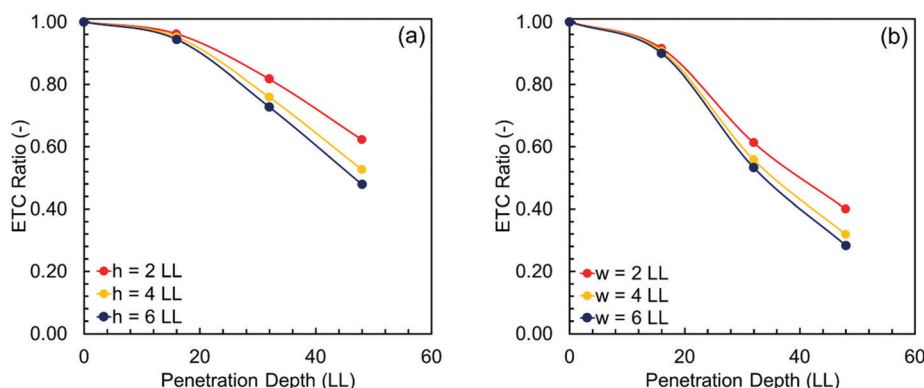 1.00
0.80
0.60
0.40
0.20
0.00
ETC Ratio (-)
(a)
h = 2 LL
h = 4 LL
h = 6 LL
0 20 40 60
Penetration Depth (LL)
1.00
0.80
0.60
0.40
0.20
0.00
ETC Ratio (-)
(b)
w = 2 LL
w = 4 LL
w = 6 LL
0 20 40 60
Penetration Depth (LL)